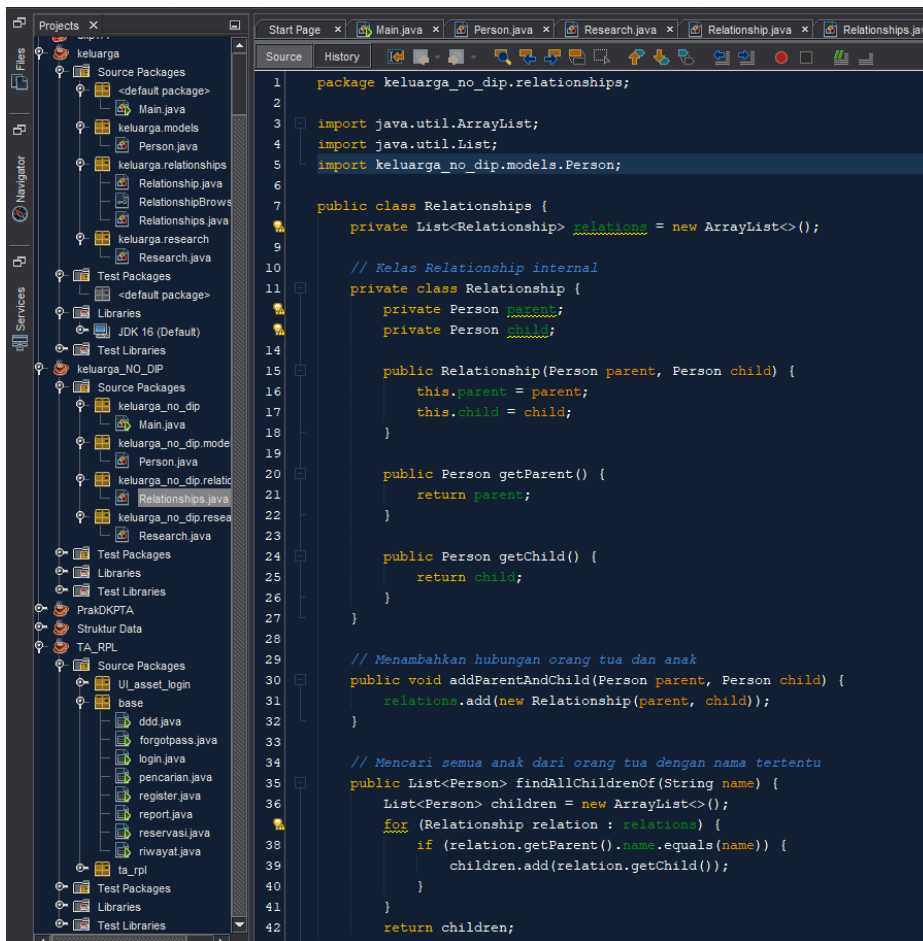 Projects
Files
Navigator
Services
keluarga
Source Packages
<default package>
Main.java
keluarga.models
Person.java
keluarga.relationships
Relationship.java
RelationshipBrows
Relationships.java
keluarga.research
Research.java
Test Packages
<default package>
Libraries
JDK 16 (Default)
Test Libraries
keluarga_NO_DIP
Source Packages
keluarga_no_dip
Main.java
keluarga_no_dip.mode
Person.java
keluarga_no_dip.relatic
Relationships.java
keluarga_no_dip.resea
Research.java
Test Packages
Libraries
Test Libraries
PrakDKPTA
Struktur Data
TA_RPL
Source Packages
UI_asset_login
base
ddd.java
forgotpass.java
login.java
pencarian.java
register.java
report.java
reservasi.java
riwayat.java
ta_rpl
Test Packages
Libraries
Test Libraries
Start Page Main.java Person.java Research.java Relationship.java Relationships.jav
Source History
1 package keluarga_no_dip.relationships;
2
3 import java.util.ArrayList;
4 import java.util.List;
5 import keluarga_no_dip.models.Person;
6
7 public class Relationships {
private List<Relationship> relations = new ArrayList<>();
9
10 // Kelas Relationship internal
11 private class Relationship {
private Person parent;
private Person child;
14
15 public Relationship(Person parent, Person child) {
16 this.parent = parent;
17 this.child = child;
18 }
19
20 public Person getParent() {
21 return parent;
22 }
23
24 public Person getChild() {
25 return child;
26 }
27 }
28
29 // Menambahkan hubungan orang tua dan anak
30 public void addParentAndChild(Person parent, Person child) {
31 relations.add(new Relationship(parent, child));
32 }
33
34 // Mencari semua anak dari orang tua dengan nama tertentu
35 public List<Person> findAllChildrenOf(String name) {
36 List<Person> children = new ArrayList<>();
for (Relationship relation : relations) {
38 if (relation.getParent().name.equals(name)) {
39 children.add(relation.getChild());
40 }
41 }
42 return children;